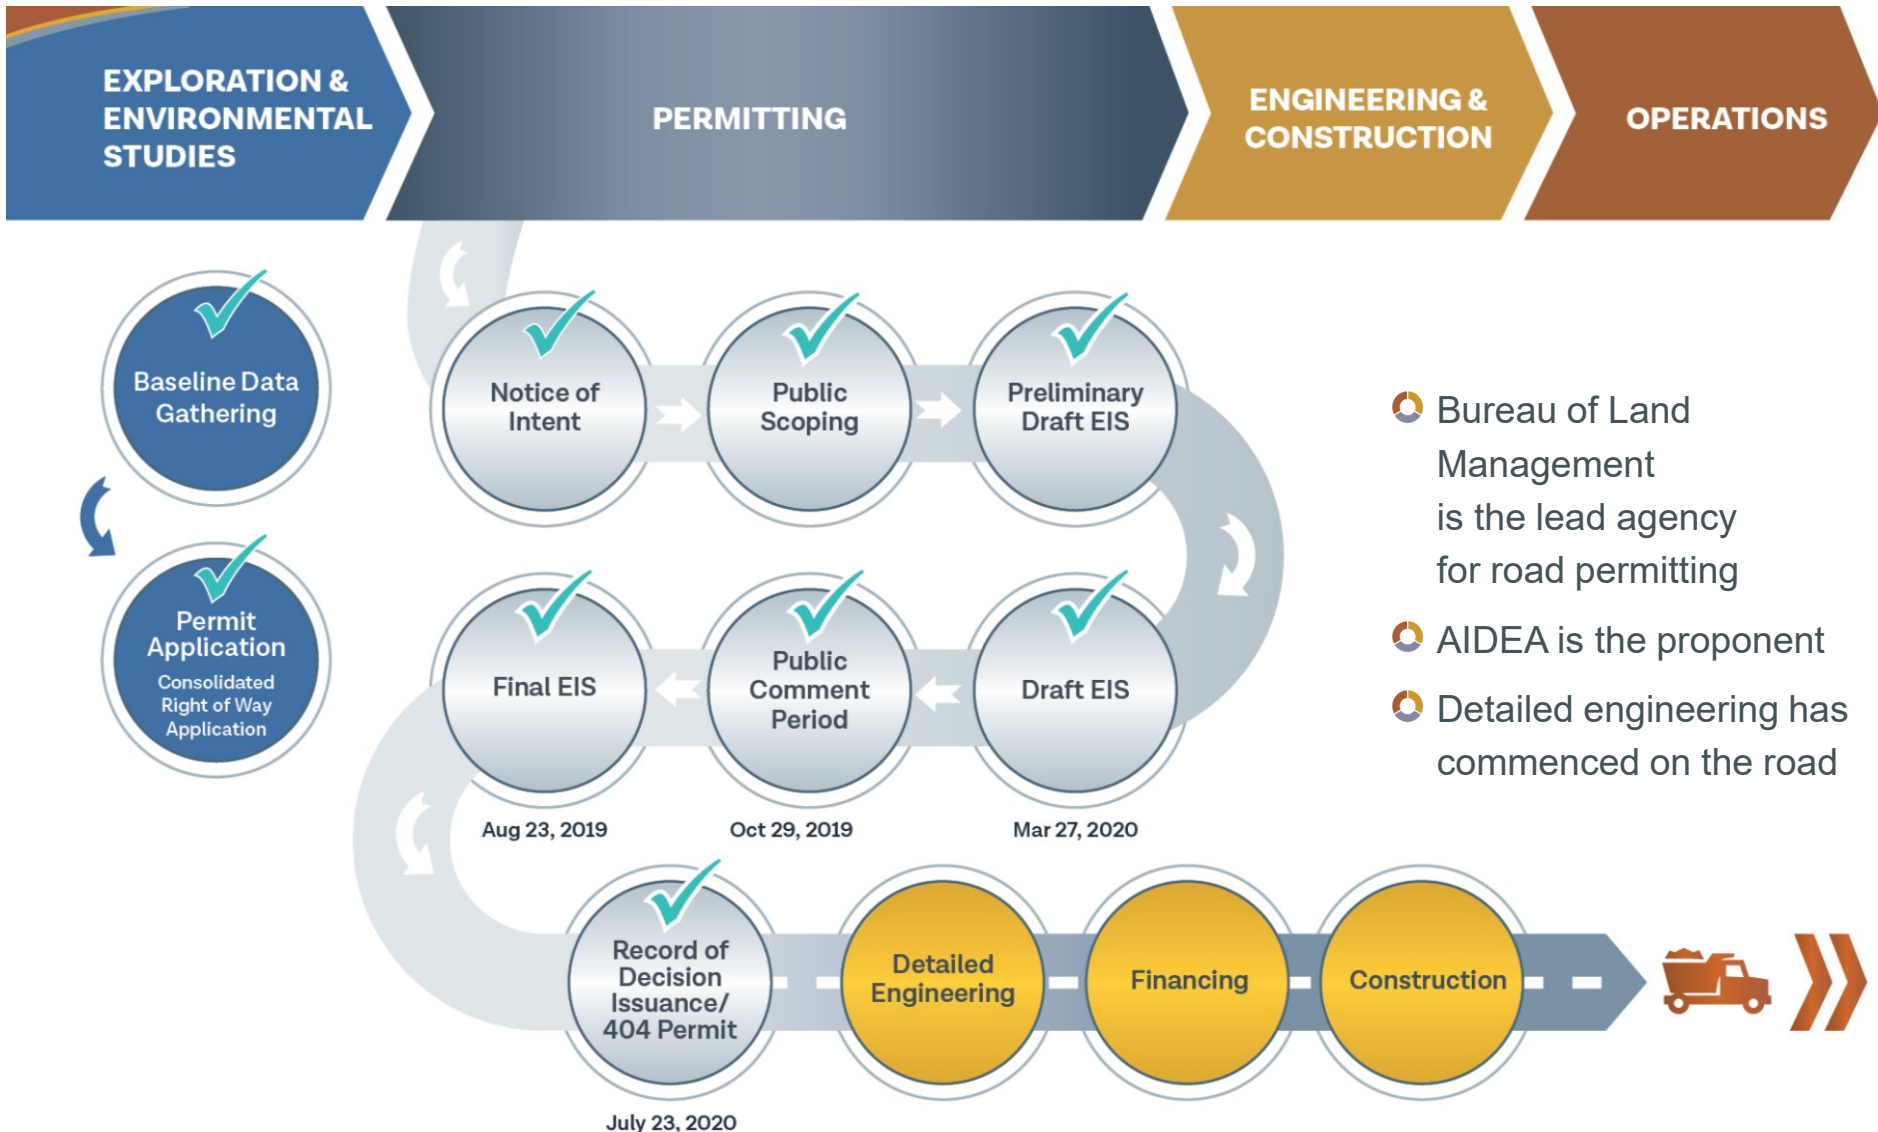 EXPLORATION &
ENVIRONMENTAL
STUDIES
PERMITTING
ENGINEERING &
CONSTRUCTION
OPERATIONS
Baseline Data
Gathering
Permit
Application
Consolidated
Right of Way
Application
Notice of
Intent
Public
Scoping
Preliminary
Draft EIS
Final EIS
Public
Comment
Period
Draft EIS
Aug 23, 2019
Oct 29, 2019
Mar 27, 2020
Record of
Decision
Issuance/
404 Permit
July 23, 2020
Detailed
Engineering
Financing
Construction
Bureau of Land
Management
is the lead agency
for road permitting
AIDEA is the proponent
Detailed engineering has
commenced on the road